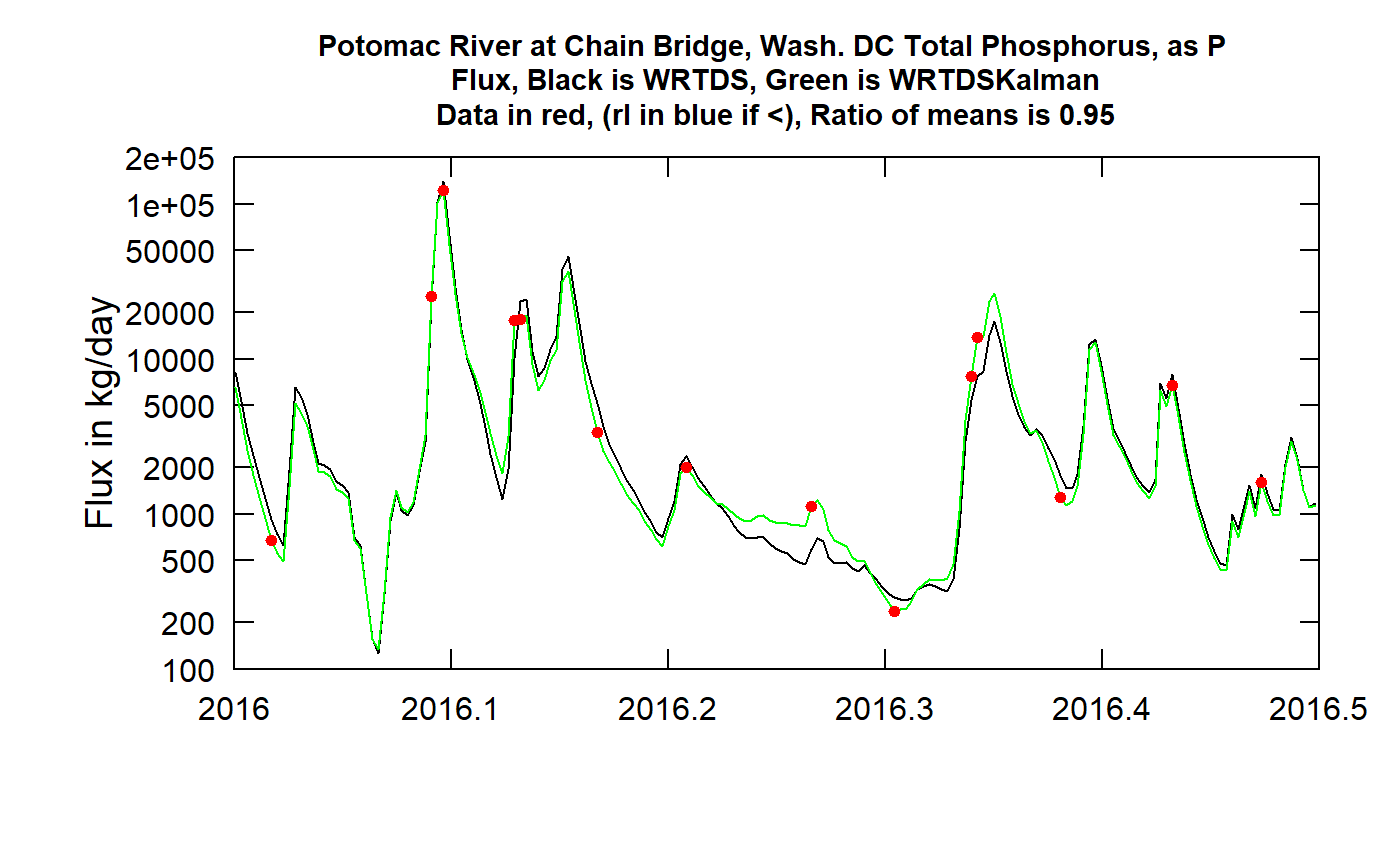 Potomac River at Chain Bridge, Wash. DC Total Phosphorus, as P
Flux, Black is WRTDS, Green is WRTDSKalman
Data in red, (rl in blue if <), Ratio of means is 0.95
Flux in kg/day
2e+05
1e+05
50000
20000
10000
5000
2000
1000
500
200
100
2016
2016.1
2016.2
2016.3
2016.4
2016.5